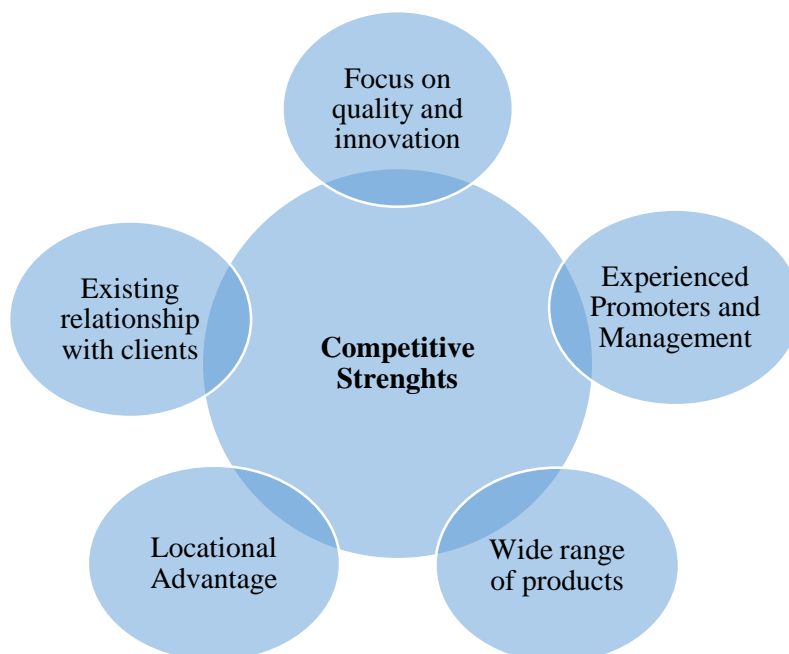 Focus on
quality and
innovation
Existing
relationship
with clients
Experienced
Promoters and
Management
Competitive
Strenghts
Locational
Advantage
Wide range
of products